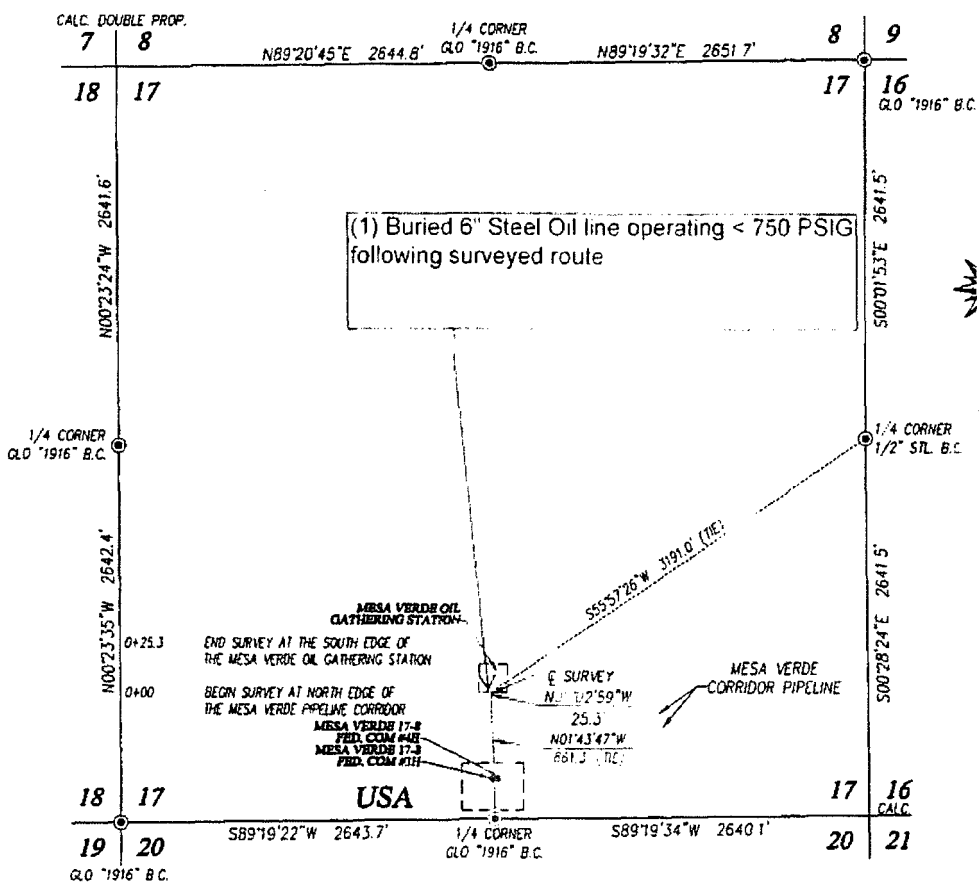 CALC. DOUBLE PROP.
7 8
1/4 CORNER
GLO "1916" B.C.
8 9
N89°20'45"E 2644.8'
N89°19'32"E 2651.7'
18 17
17 16
GLO "1916" B.C.
N00°23'24"W 2641.6'
S00°01'53"E 2641.5'
(1) Buried 6" Steel Oil line operating < 750 PSIG
following surveyed route
1/4 CORNER
GLO "1916" B.C.
1/4 CORNER
1/2" STL. B.C.
S55°57'26"W 3191.0' (TIE)
N00°23'35"W 2642.4'
S00°28'24"E 2641.5'
MESA VERDE OIL
GATHERING STATION
0+25.3 END SURVEY AT THE SOUTH EDGE OF
THE MESA VERDE OIL GATHERING STATION
0+00 BEGIN SURVEY AT NORTH EDGE OF
THE MESA VERDE PIPELINE CORRIDOR
℄ SURVEY
25.3'
N01°43'47"W
861.3' (TIE)
MESA VERDE
CORRIDOR PIPELINE
MESA VERDE 17-8
FED. COM #4H
MESA VERDE 17-8
FED. COM #1H
18 17
USA
17 16
CALC.
S89°19'22"W 2643.7'
1/4 CORNER
GLO "1916" B.C.
S89°19'34"W 2640.1'
19 20
GLO "1916" B.C.
20 21